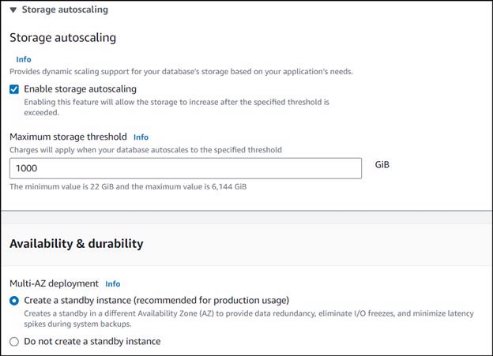 ▼ Storage autoscaling
Storage autoscaling
Info
Provides dynamic scaling support for your database's storage based on your application's needs.
Enable storage autoscaling
Enabling this feature will allow the storage to increase after the specified threshold is
exceeded.
Maximum storage threshold Info
Charges will apply when your database autoscales to the specified threshold
1000 GiB
The minimum value is 22 GiB and the maximum value is 6,144 GiB
Availability & durability
Multi-AZ deployment Info
Create a standby instance (recommended for production usage)
Creates a standby in a different Availability Zone (AZ) to provide data redundancy, eliminate I/O freezes, and minimize latency
spikes during system backups.
Do not create a standby instance